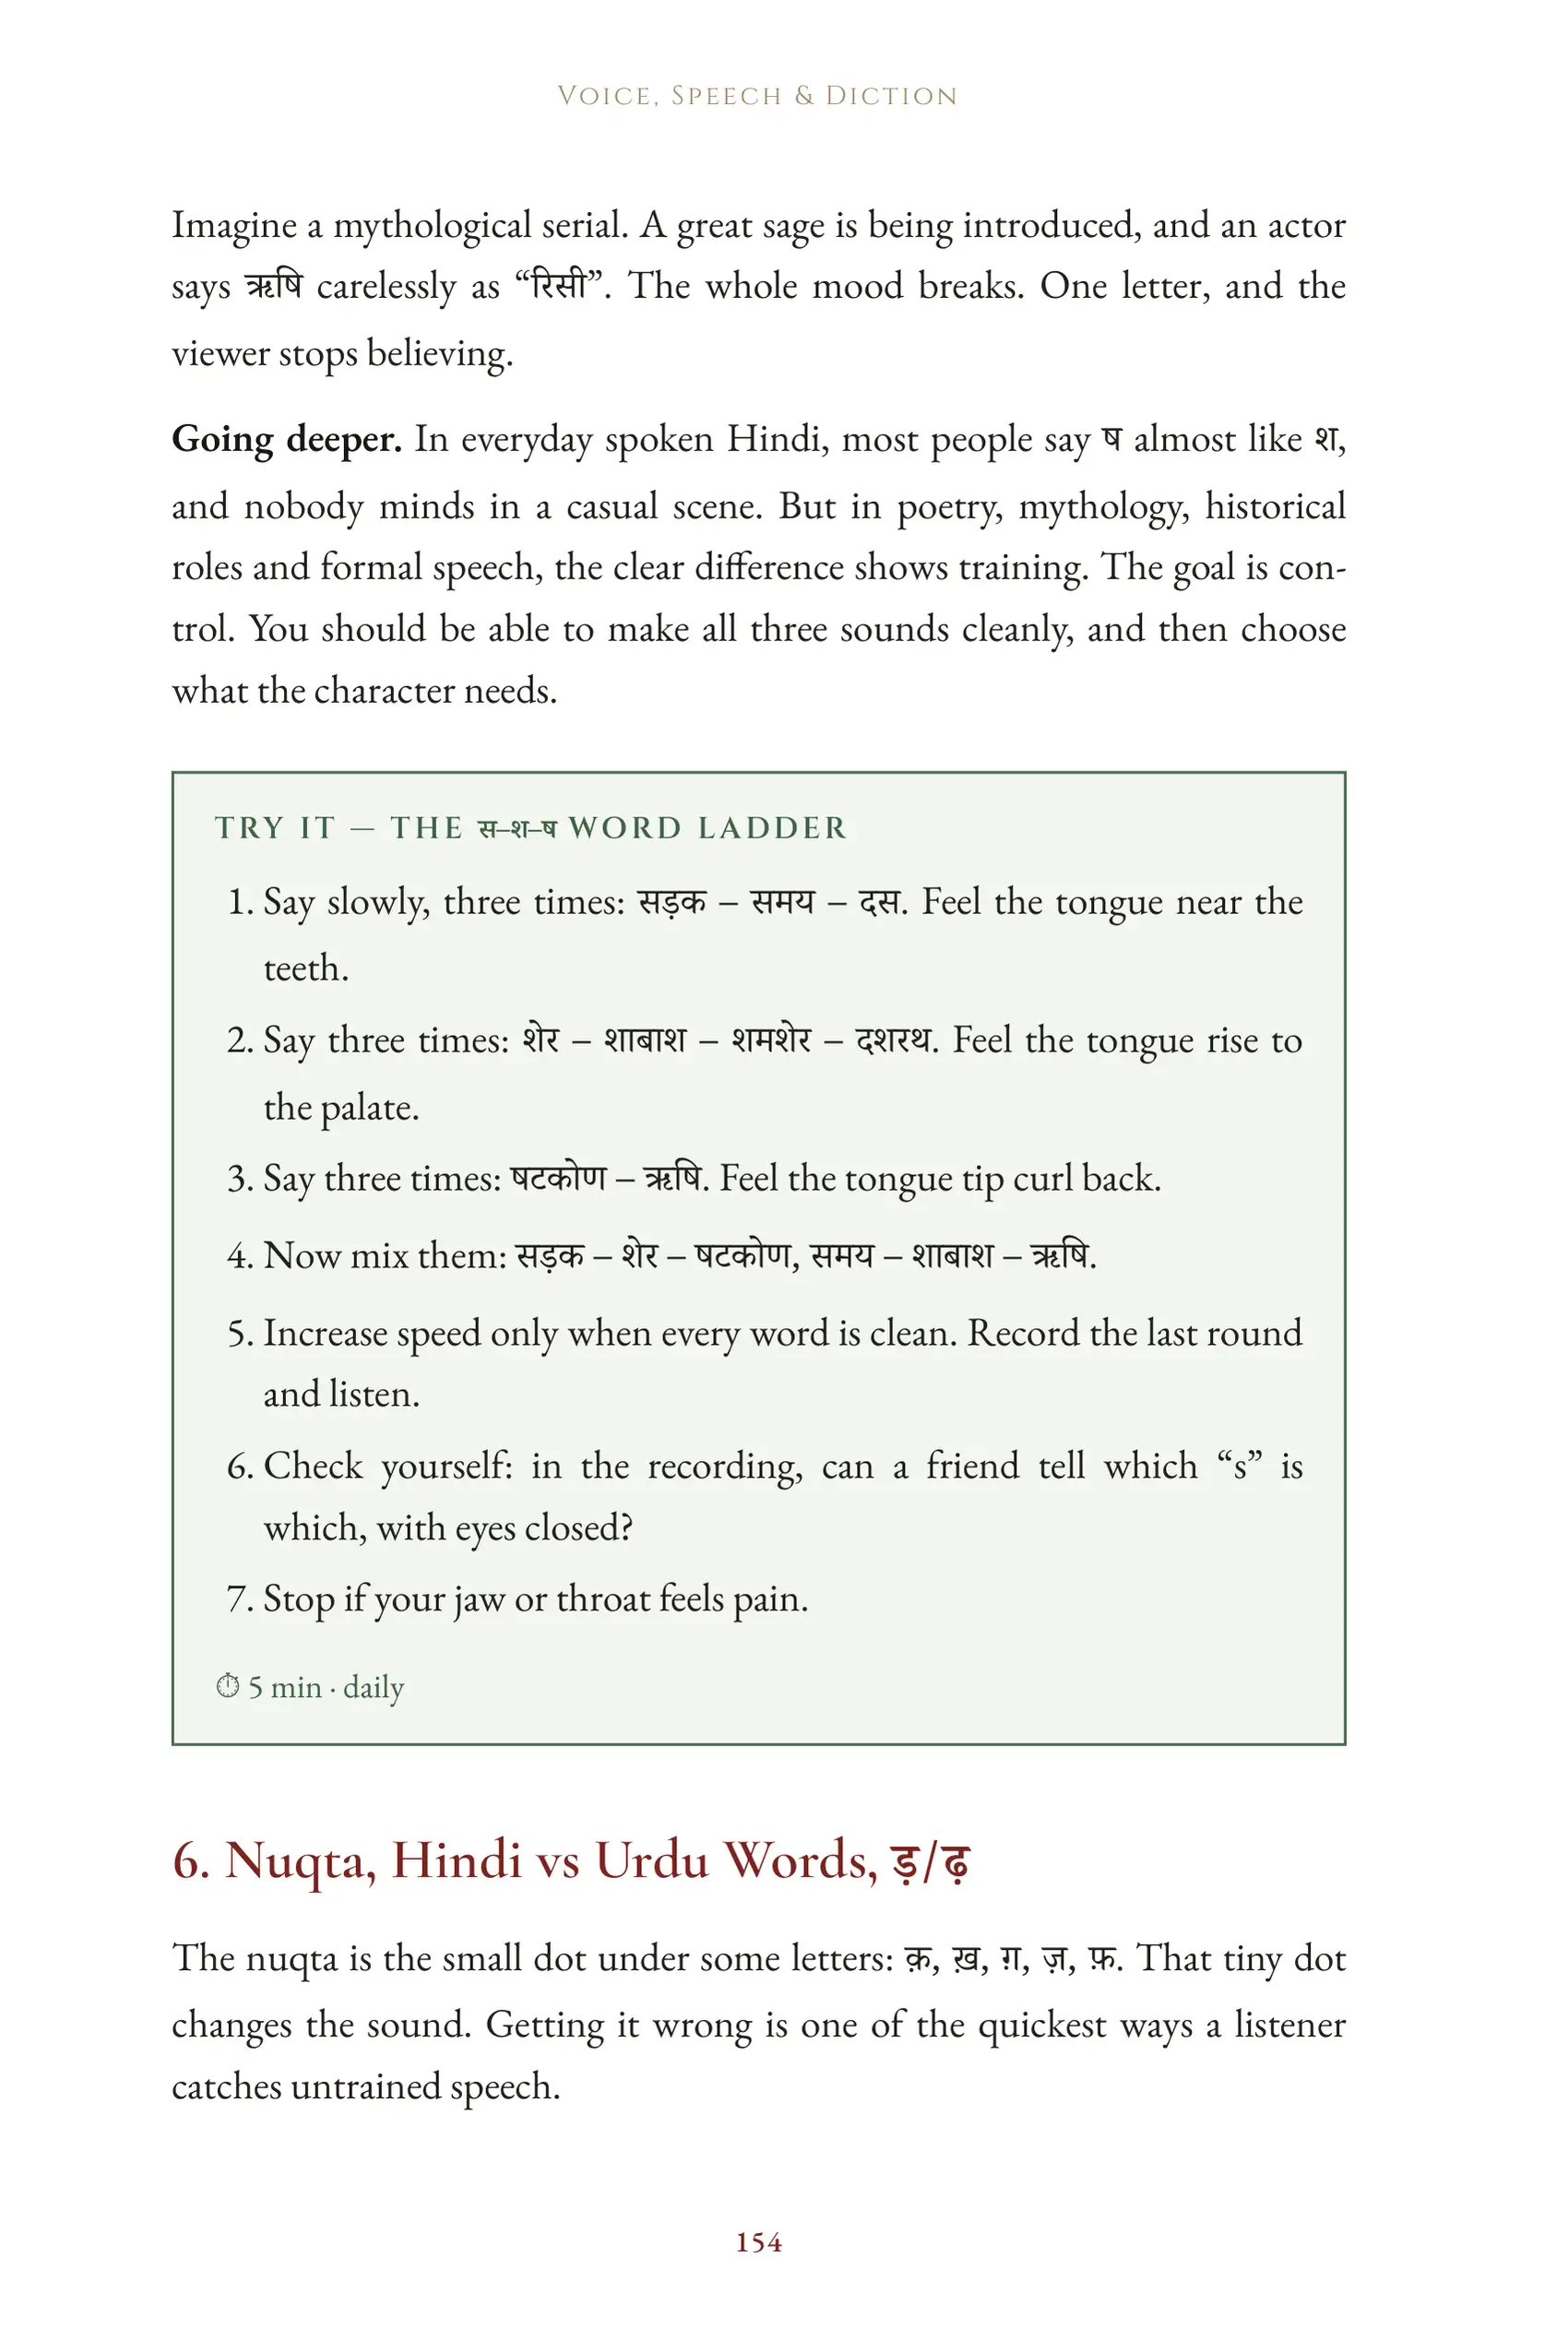 VOICE, SPEECH & DICTION
Imagine a mythological serial. A great sage is being introduced, and an actor
says ऋषि carelessly as “रिसी”. The whole mood breaks. One letter, and the
viewer stops believing.
Going deeper. In everyday spoken Hindi, most people say ष almost like श,
and nobody minds in a casual scene. But in poetry, mythology, historical
roles and formal speech, the clear difference shows training. The goal is con-
trol. You should be able to make all three sounds cleanly, and then choose
what the character needs.
TRY IT — THE स–श–ष WORD LADDER
1. Say slowly, three times: सड़क – समय – दस. Feel the tongue near the
teeth.
2. Say three times: शेर – शाबाश – शमशेर – दशरथ. Feel the tongue rise to
the palate.
3. Say three times: षटकोण – ऋषि. Feel the tongue tip curl back.
4. Now mix them: सड़क – शेर – षटकोण, समय – शाबाश – ऋषि.
5. Increase speed only when every word is clean. Record the last round
and listen.
6. Check yourself: in the recording, can a friend tell which “s” is
which, with eyes closed?
7. Stop if your jaw or throat feels pain.
⏱ 5 min · daily
6. Nuqta, Hindi vs Urdu Words, ड़/ढ़
The nuqta is the small dot under some letters: क़, ख़, ग़, ज़, फ़. That tiny dot
changes the sound. Getting it wrong is one of the quickest ways a listener
catches untrained speech.
154